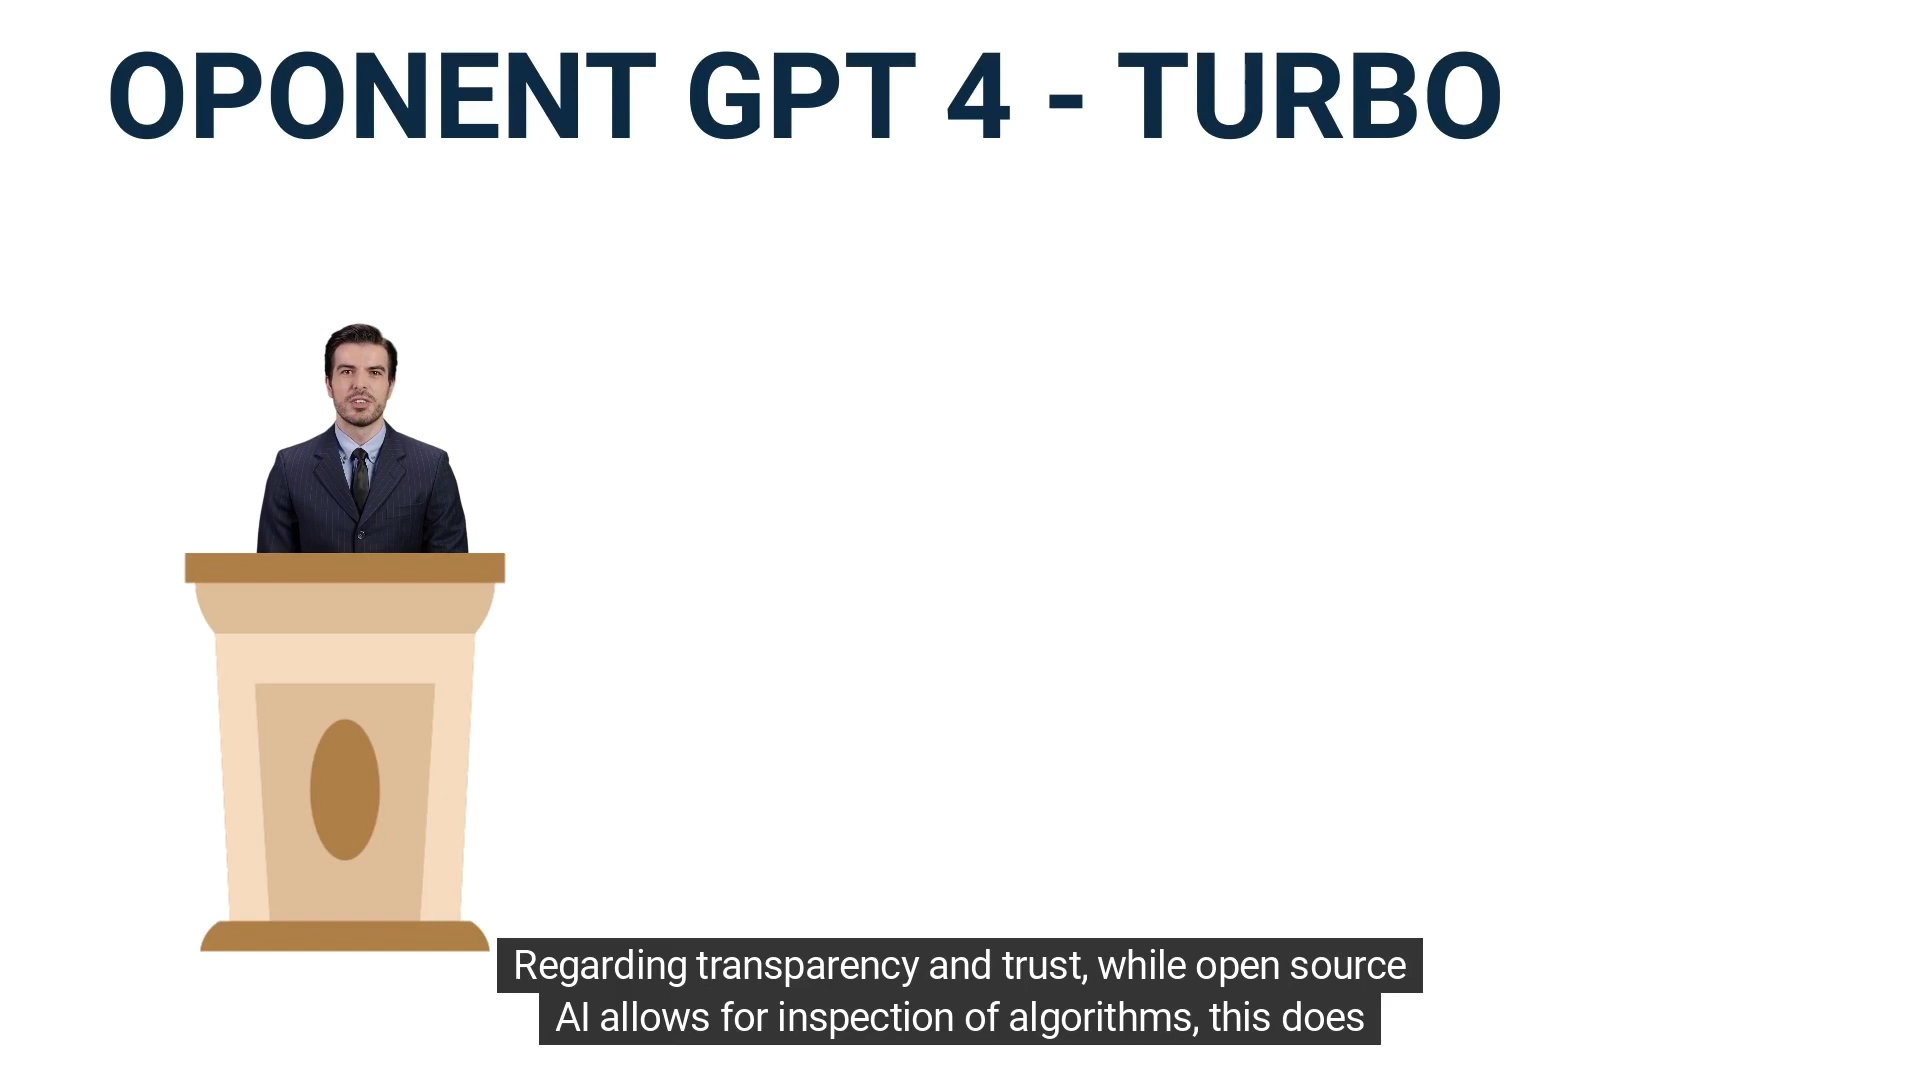 OPONENT GPT 4 - TURBO
Regarding transparency and trust, while open source
AI allows for inspection of algorithms, this does